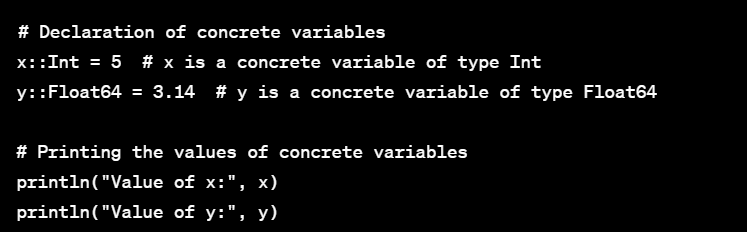 # Declaration of concrete variables
x::Int = 5  # x is a concrete variable of type Int
y::Float64 = 3.14  # y is a concrete variable of type Float64

# Printing the values of concrete variables
println("Value of x:", x)
println("Value of y:", y)